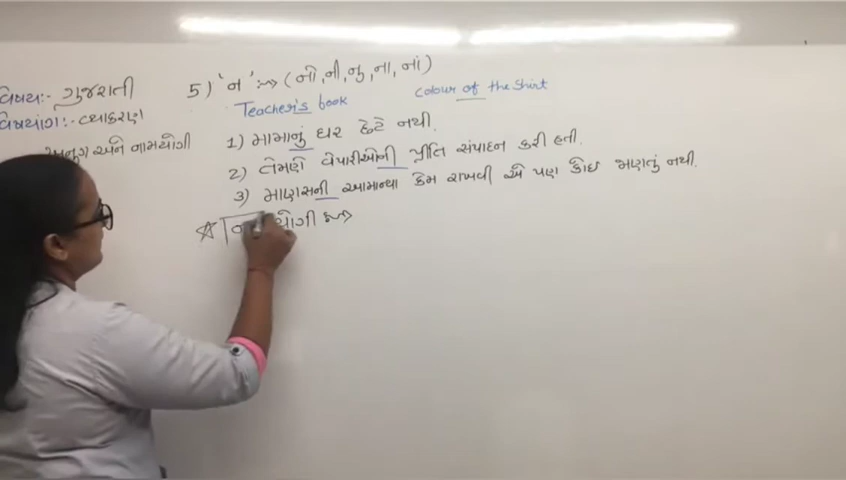 વિષય:- ગુજરાતી
વિષયાંગ:- વ્યાકરણ
અનુગ અને નામયોગી
5) 'ન' → (નો, ની, નુ, ના, નાં)
Teacher's book
Colour of the Shirt
1) મામાનું ઘર છેટે નથી.
2) તેમણે વેપારીઓની પ્રીતિ સંપાદન કરી હતી.
3) માણસની આમાન્યા કેમ રાખવી એ પણ કોઇ જાણતું નથી.